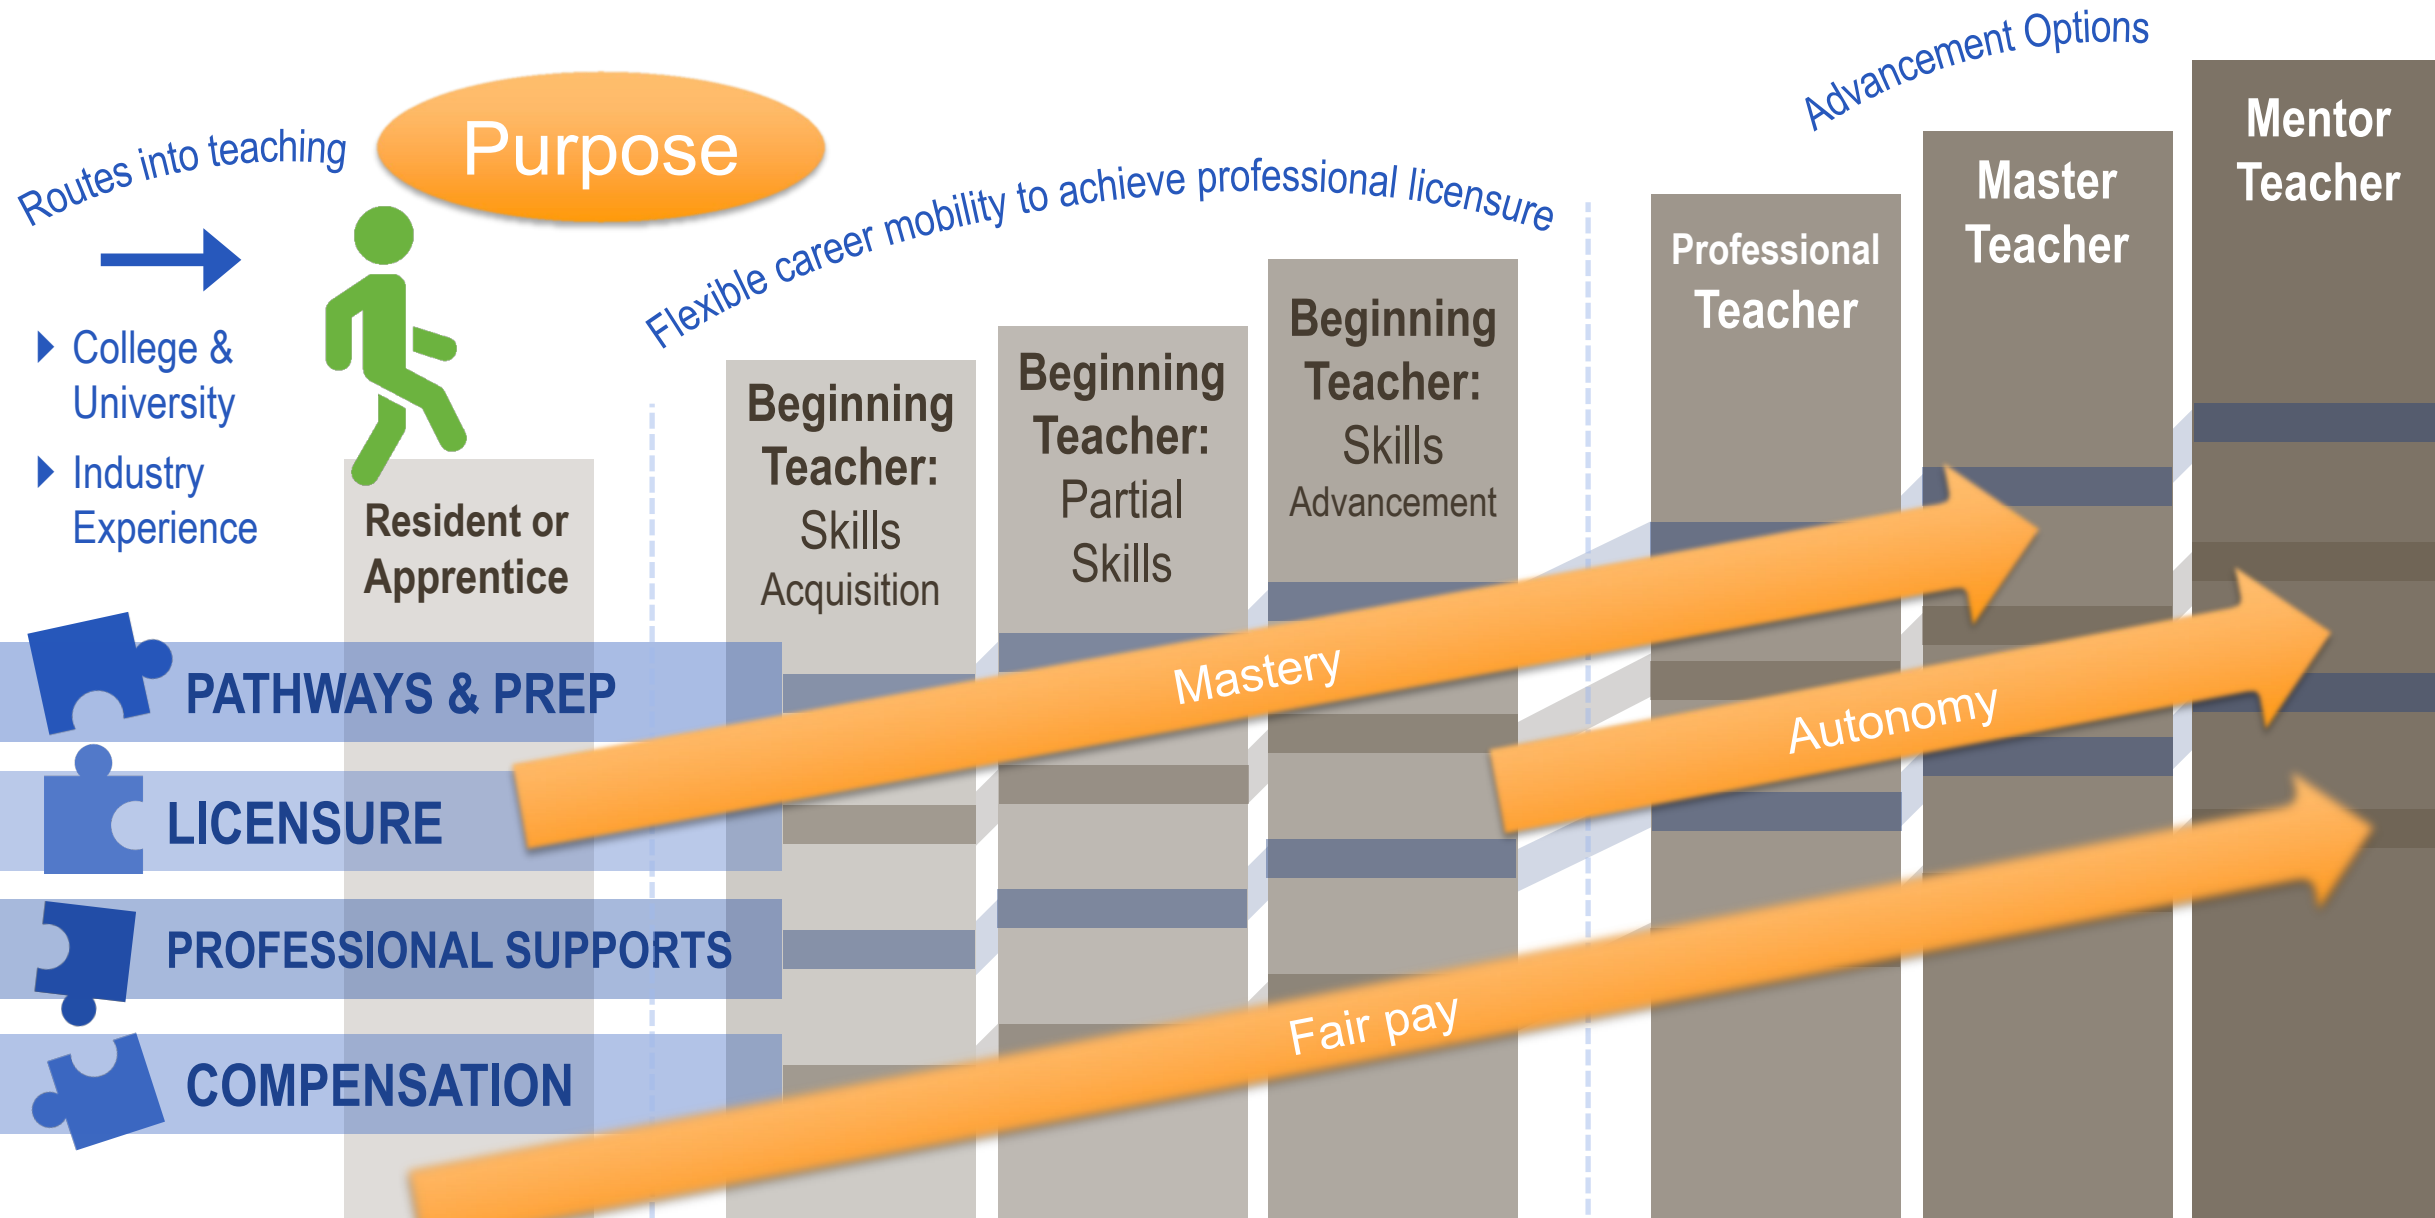 Routes into teaching
College &
University
Industry
Experience
Purpose
Flexible career mobility to achieve professional licensure
Advancement Options
Resident or
Apprentice
Beginning
Teacher:
Skills
Acquisition
Beginning
Teacher:
Partial
Skills
Beginning
Teacher:
Skills
Advancement
Professional
Teacher
Master
Teacher
Mentor
Teacher
PATHWAYS & PREP
LICENSURE
PROFESSIONAL SUPPORTS
COMPENSATION
Mastery
Autonomy
Fair pay